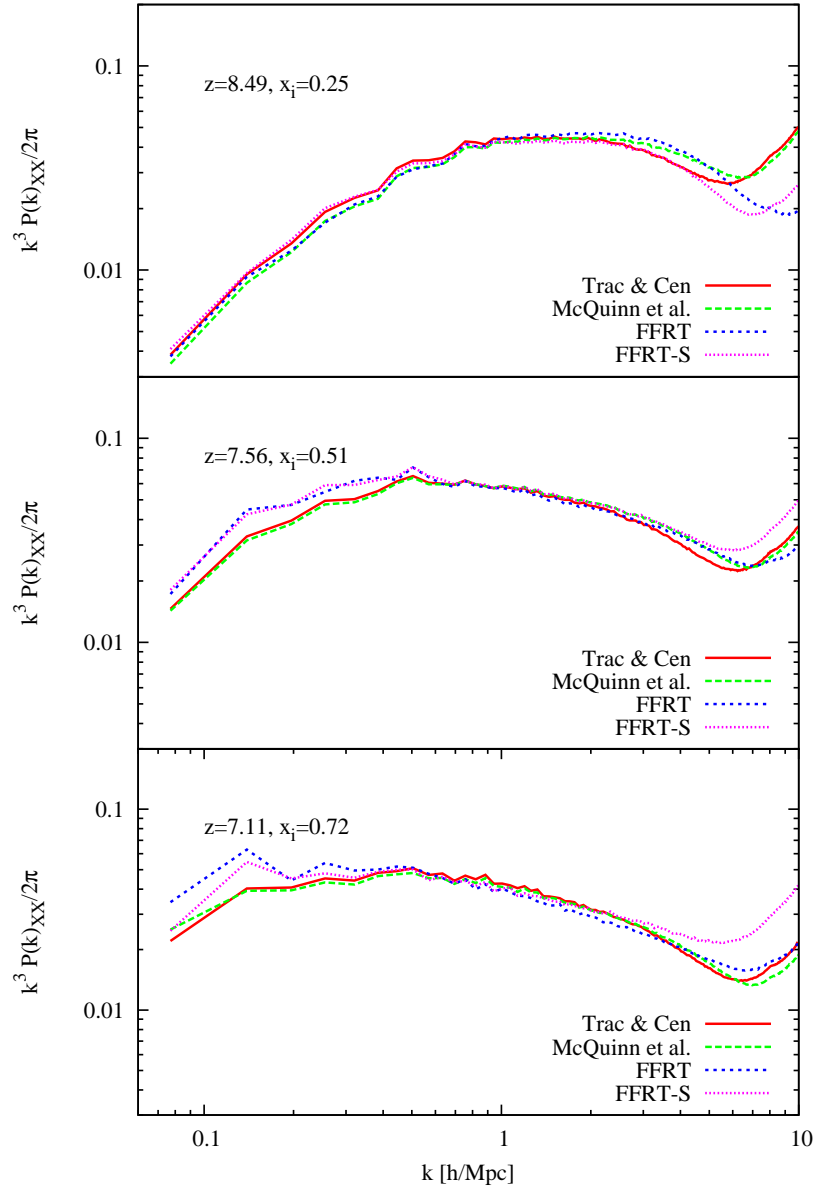 0.1
0.01
k^3 P(k)_XX/2π
z=8.49, x_i=0.25
Trac & Cen
McQuinn et al.
FFRT
FFRT-S
0.1
0.01
k^3 P(k)_XX/2π
z=7.56, x_i=0.51
Trac & Cen
McQuinn et al.
FFRT
FFRT-S
0.1
0.01
k^3 P(k)_XX/2π
z=7.11, x_i=0.72
Trac & Cen
McQuinn et al.
FFRT
FFRT-S
0.1 1 10
k [h/Mpc]